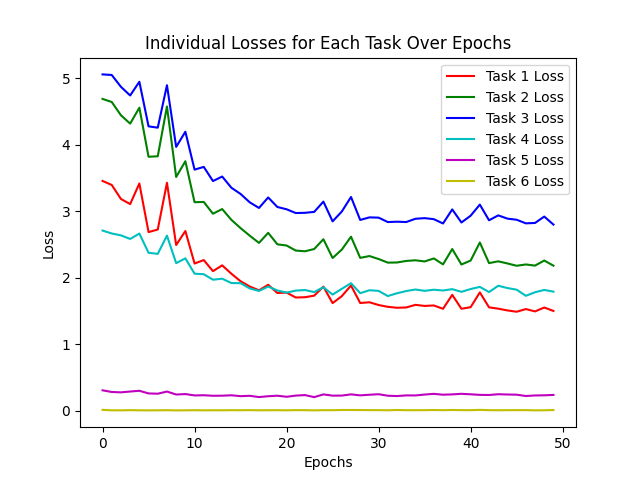 Individual Losses for Each Task Over Epochs
Task 1 Loss
Task 2 Loss
Task 3 Loss
Task 4 Loss
Task 5 Loss
Task 6 Loss
Loss
5
4
3
2
1
0
0 10 20 30 40 50
Epochs